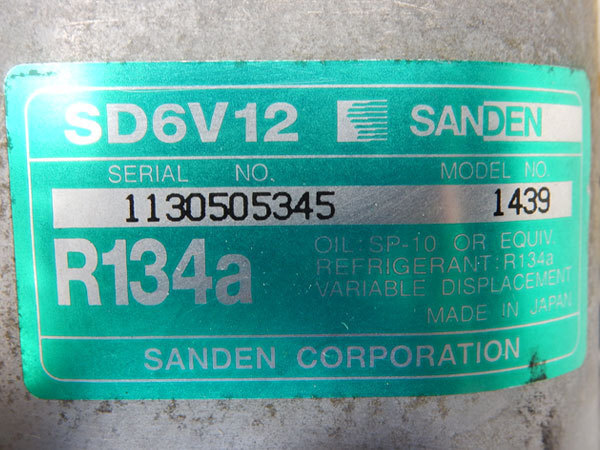 SD6V12 SANDEN
SERIAL NO. MODEL NO.
1130505345 1439
R134a
OIL: SP-10 OR EQUIV.
REFRIGERANT: R134a
VARIABLE DISPLACEMENT
MADE IN JAPAN
SANDEN CORPORATION